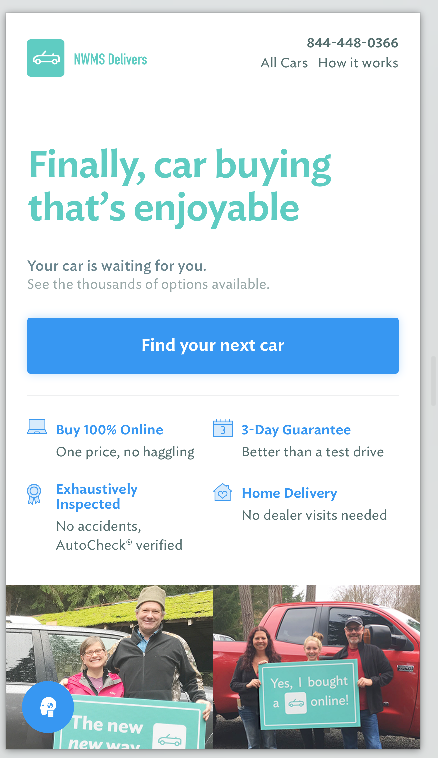 NWMS Delivers
844-448-0366
All Cars How it works
Finally, car buying
that's enjoyable
Your car is waiting for you.
See the thousands of options available.
Find your next car
Buy 100% Online
One price, no haggling
3
3-Day Guarantee
Better than a test drive
Exhaustively
Inspected
No accidents,
AutoCheck® verified
Home Delivery
No dealer visits needed
The new
new way
Yes, I bought
a online!